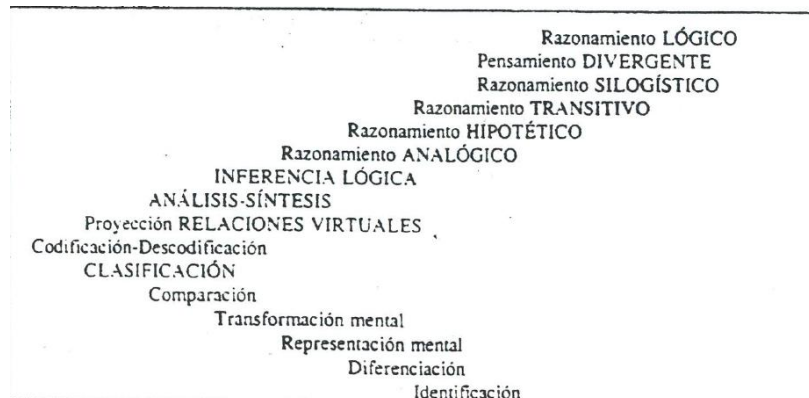 Razonamiento LÓGICO
Pensamiento DIVERGENTE
Razonamiento SILOGÍSTICO
Razonamiento TRANSITIVO
Razonamiento HIPOTÉTICO
Razonamiento ANALÓGICO
INFERENCIA LÓGICA
ANÁLISIS-SÍNTESIS
Proyección RELACIONES VIRTUALES
Codificación-Descodificación
CLASIFICACIÓN
Comparación
Transformación mental
Representación mental
Diferenciación
Identificación